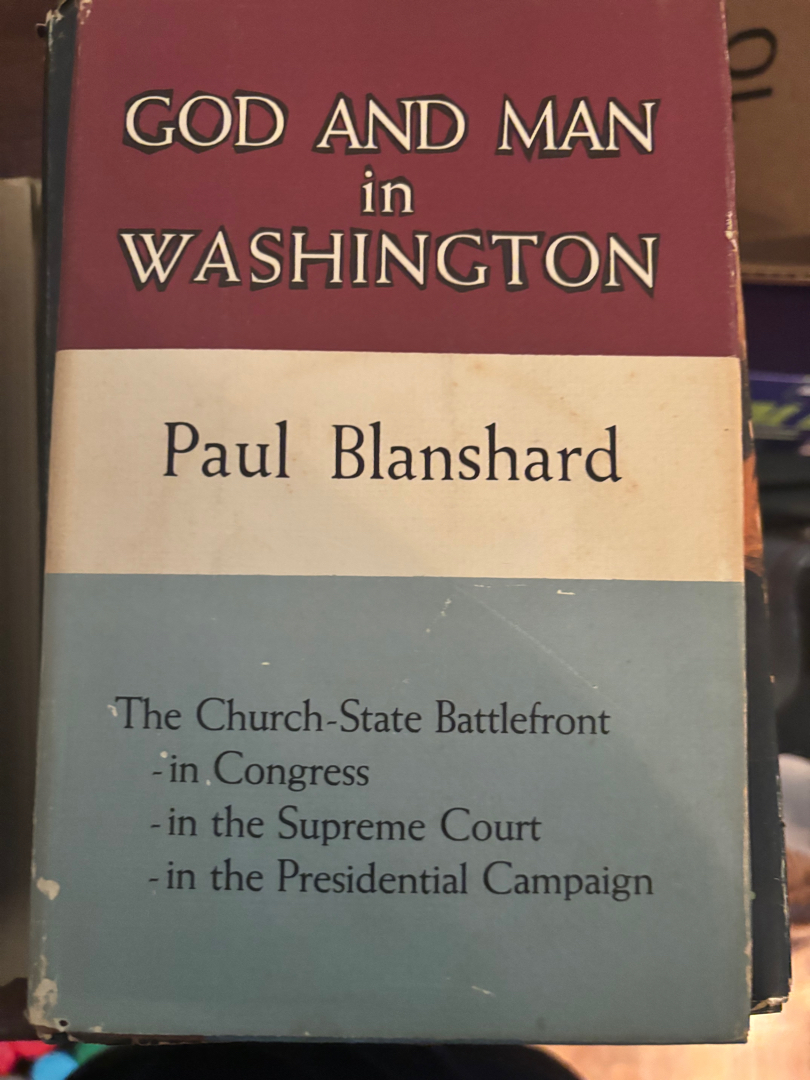 GOD AND MAN
in
WASHINGTON
Paul Blanshard
The Church-State Battlefront
-in Congress
-in the Supreme Court
-in the Presidential Campaign